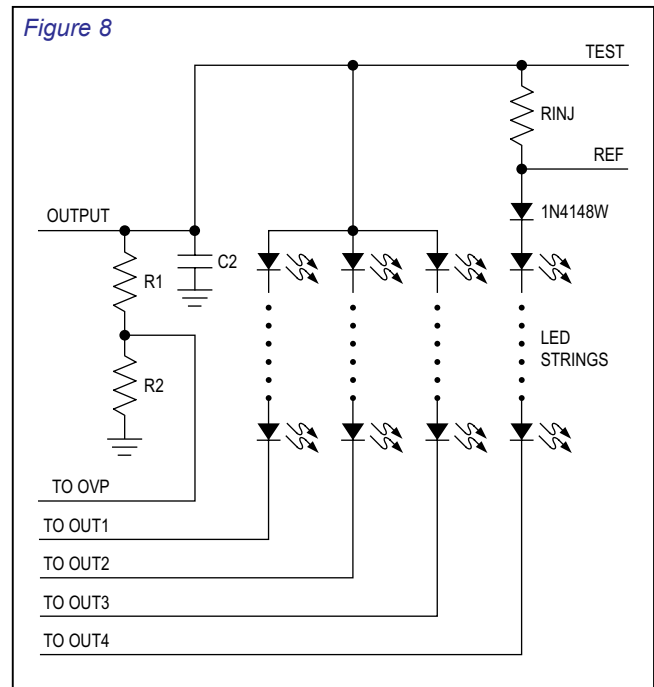 Figure 8
TEST
RINJ
REF
OUTPUT
1N4148W
C2
R1
LED
STRINGS
R2
TO OVP
TO OUT1
TO OUT2
TO OUT3
TO OUT4